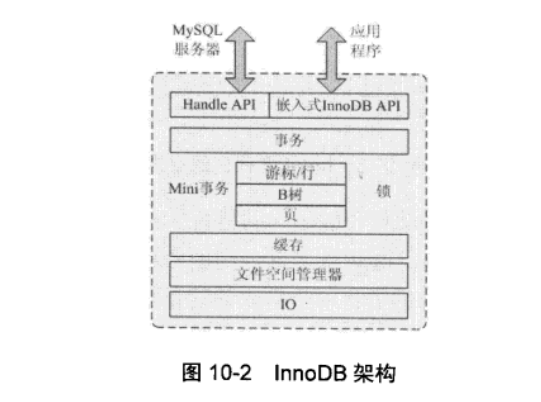 MySQL 应用
服务器 程序
Handle API 嵌入式InnoDB API
事务
游标/行
Mini事务 B树 锁
页
缓存
文件空间管理器
IO
图 10-2 InnoDB 架构